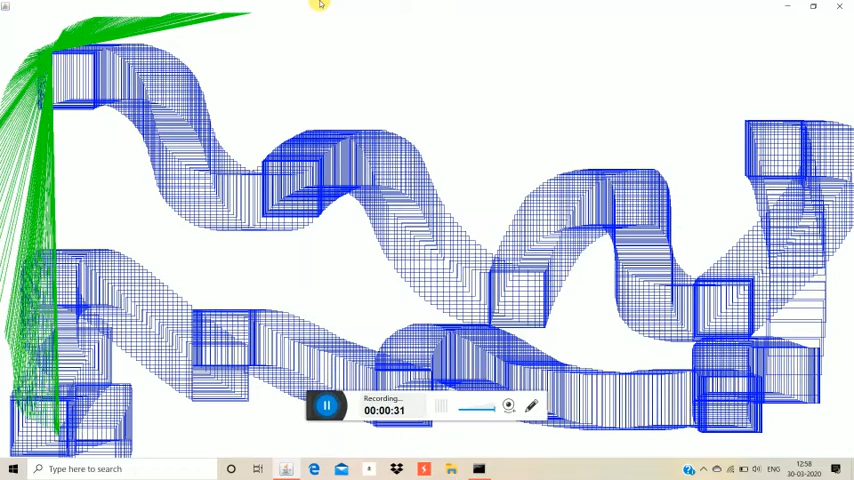 Recording...
00:00:31
Type here to search
ENG
12:58
30-03-2020